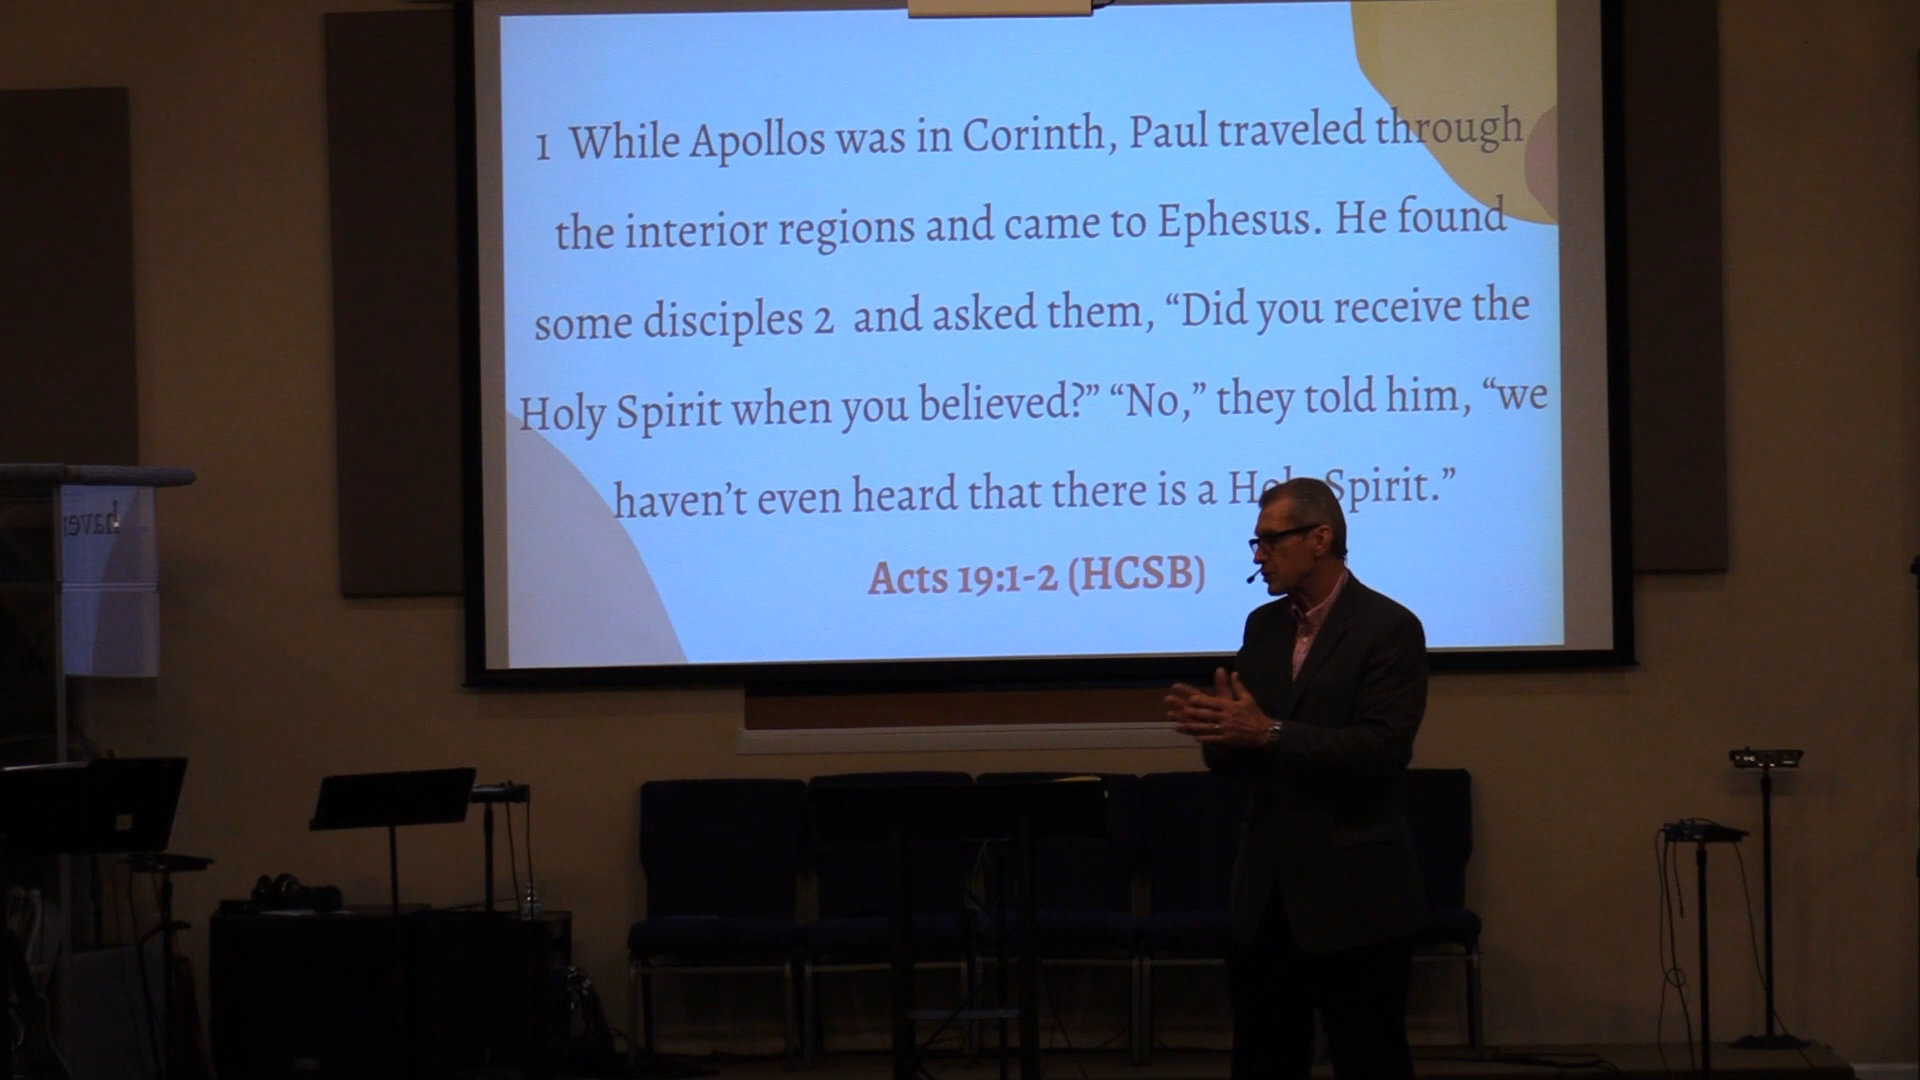 1 While Apollos was in Corinth, Paul traveled through
the interior regions and came to Ephesus. He found
some disciples 2 and asked them, “Did you receive the
Holy Spirit when you believed?” “No,” they told him, “we
haven’t even heard that there is a Holy Spirit.”
Acts 19:1-2 (HCSB)